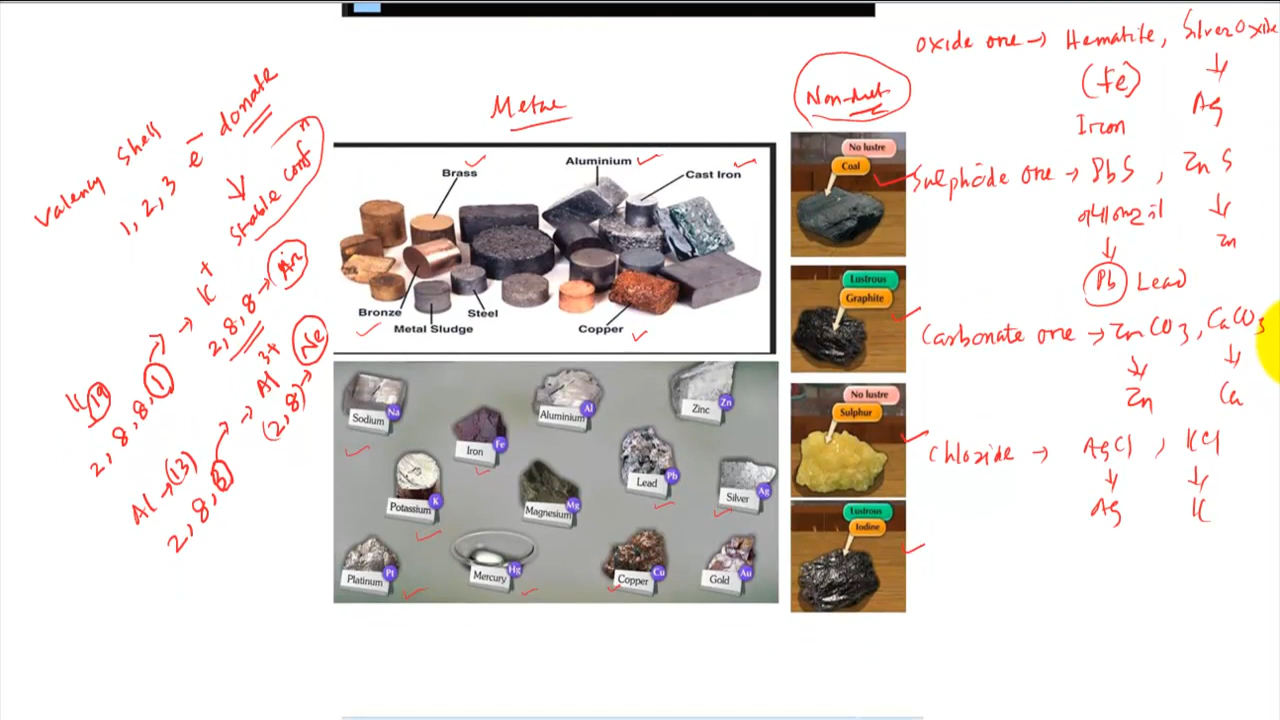 Valency Shell
1, 2, 3 e- donate
Stable confn
K19
2, 8, 8, 1 → K+
2, 8, 8 → Ar
Al → (13)
2, 8, 3 → Al3+
(2, 8) → Ne
Metal
Brass
Aluminium
Cast Iron
Bronze
Metal Sludge
Steel
Copper
Sodium Na
Iron Fe
Aluminium Al
Zinc Zn
Potassium K
Magnesium Mg
Lead Pb
Silver Ag
Platinum Pt
Mercury Hg
Copper Cu
Gold Au
No lustre
Coal
Lustrous
Graphite
No lustre
Sulphur
Lustrous
Iodine
Oxide ore → Hematite, Silver Oxide
(Fe) Ag
Iron
Sulphide ore → PbS, ZnS
Zn
Pb Lead
Carbonate ore → ZnCO3, CaCO3
Zn Ca
Chloride → AgCl, KCl
Ag K